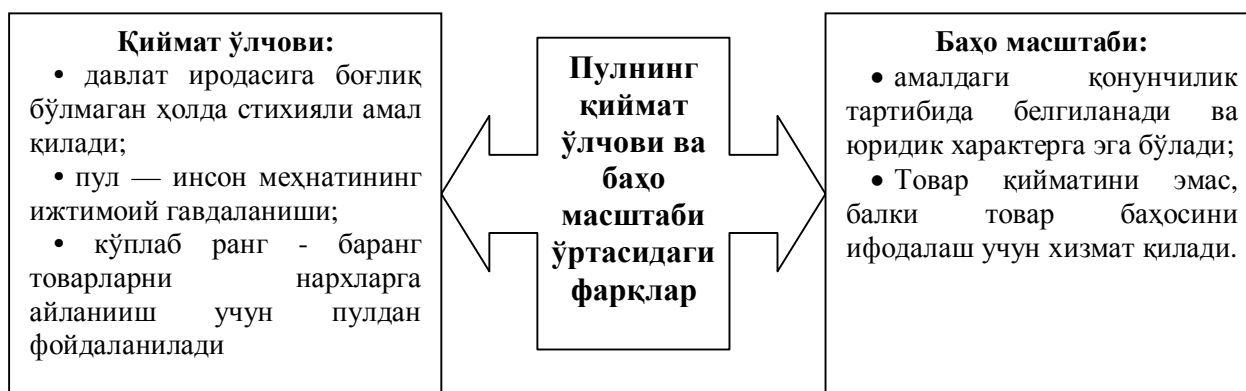 Қиймат ўлчови:
• давлат иродасига боғлиқ
бўлмаган ҳолда стихияли амал
қилади;
• пул — инсон меҳнатининг
ижтимоий гавдаланиши;
• кўплаб ранг - баранг
товарларни нархларга
айланииш учун пулдан
фойдаланилади
Пулнинг
қиймат
ўлчови ва
баҳо
масштаби
ўртасидаги
фарқлар
Баҳо масштаби:
• амалдаги қонунчилик
тартибида белгиланади ва
юридик характерга эга бўлади;
• Товар қийматини эмас,
балки товар баҳосини
ифодалаш учун хизмат қилади.